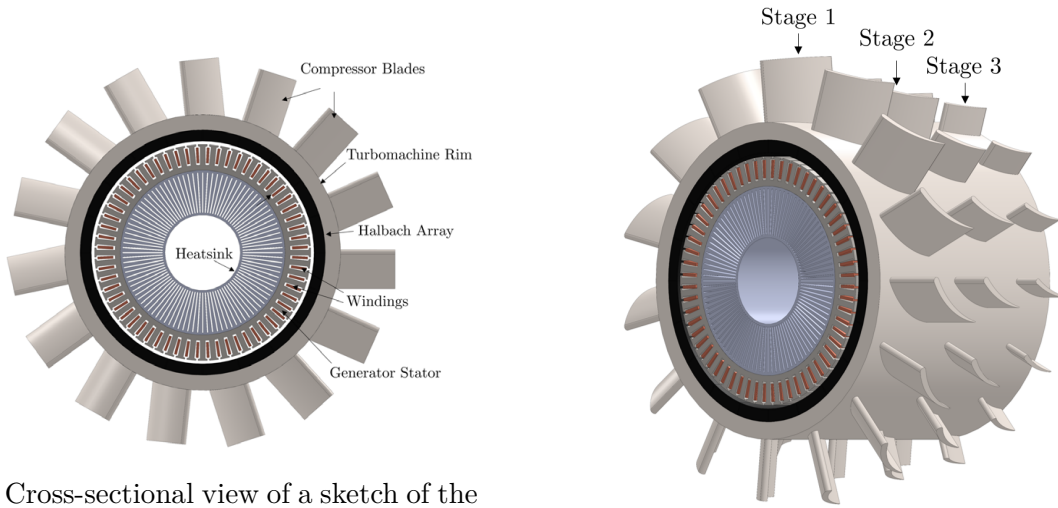 Compressor Blades
Turbomachine Rim
Halbach Array
Heatsink
Windings
Generator Stator
Cross-sectional view of a sketch of the
Stage 1
Stage 2
Stage 3